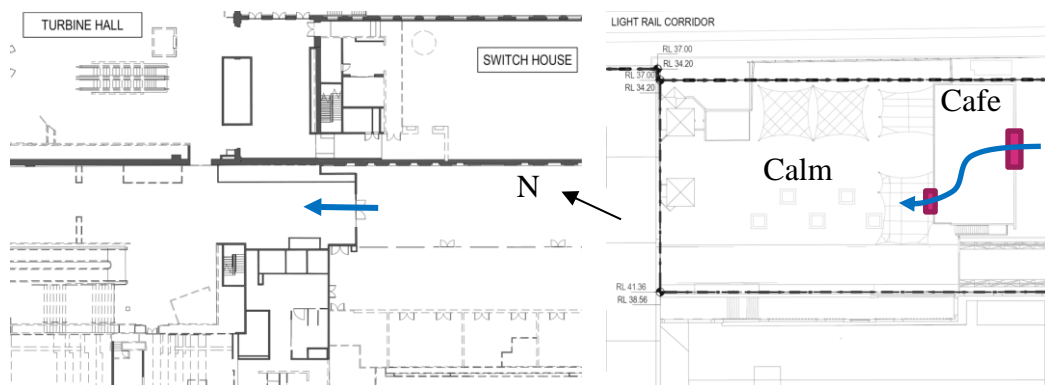 TURBINE HALL
SWITCH HOUSE
N
LIGHT RAIL CORRIDOR
RL 37.00
RL 34.20
RL 37.00
RL 34.20
Cafe
Calm
RL 41.36
RL 38.56